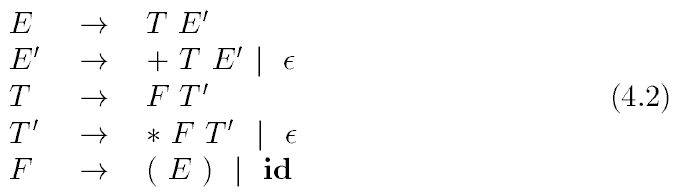 E → T E′
E′ → + T E′ | ϵ
T → F T′ (4.2)
T′ → ∗ F T′ | ϵ
F → ( E ) | id